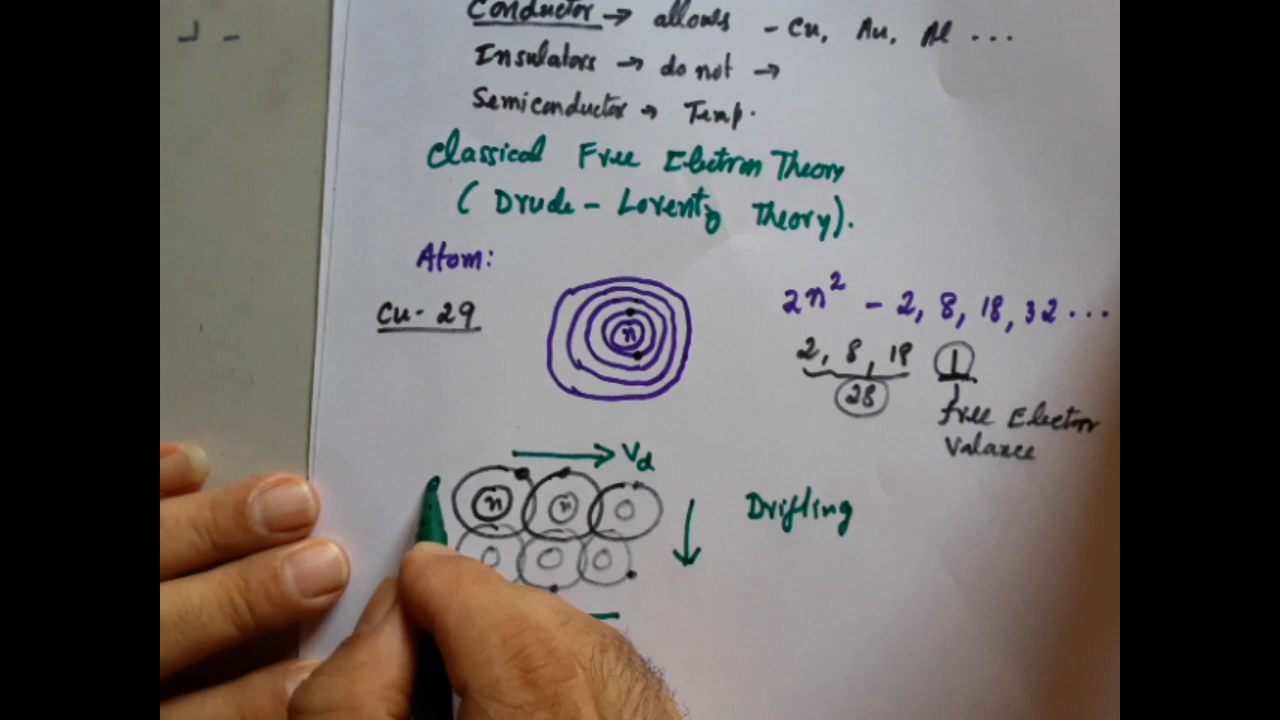 Conductor → allows - Cu, Au, Al ...
Insulators → do not →
Semiconductor → Temp.
Classical Free Electron Theory
(Drude - Lorentz Theory).
Atom:
Cu - 29
n
2n² - 2, 8, 18, 32 ...
2, 8, 18 1
28
free Electron
Valance
Vd
n n
Drifting